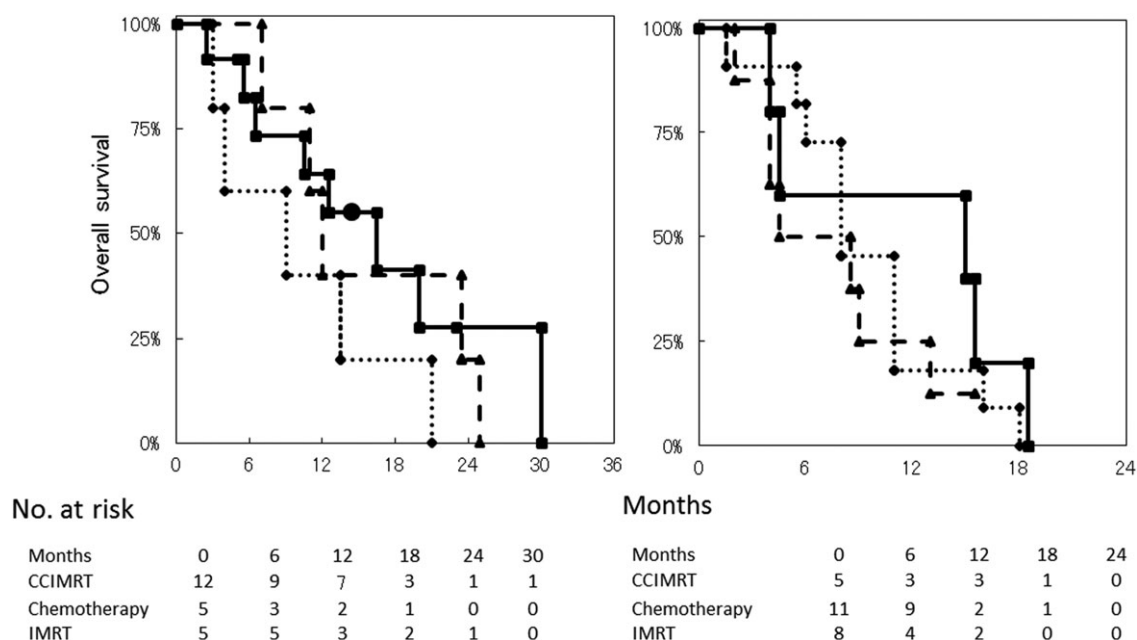 100%
75%
50%
25%
0%
Overall survival
0 6 12 18 24 30 36
100%
75%
50%
25%
0%
0 6 12 18 24
No. at risk
Months 0 6 12 18 24 30
CCIMRT 12 9 7 3 1 1
Chemotherapy 5 3 2 1 0 0
IMRT 5 5 3 2 1 0
Months
Months 0 6 12 18 24
CCIMRT 5 3 3 1 0
Chemotherapy 11 9 2 1 0
IMRT 8 4 2 0 0